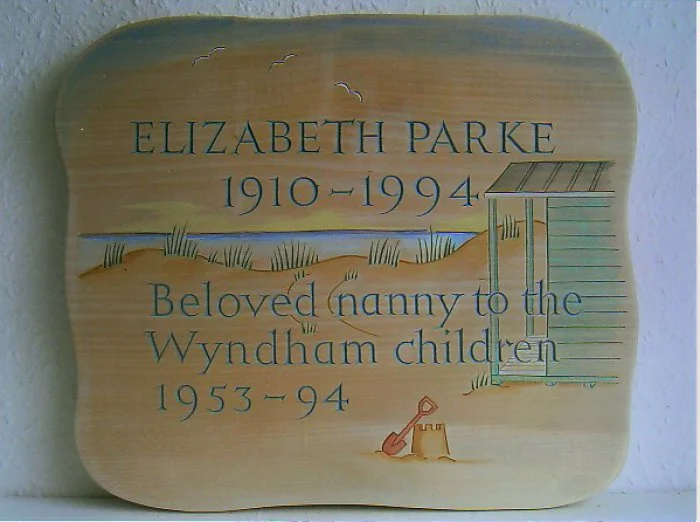 ELIZABETH PARKE
1910-1994
Beloved nanny to the
Wyndham children
1953-94